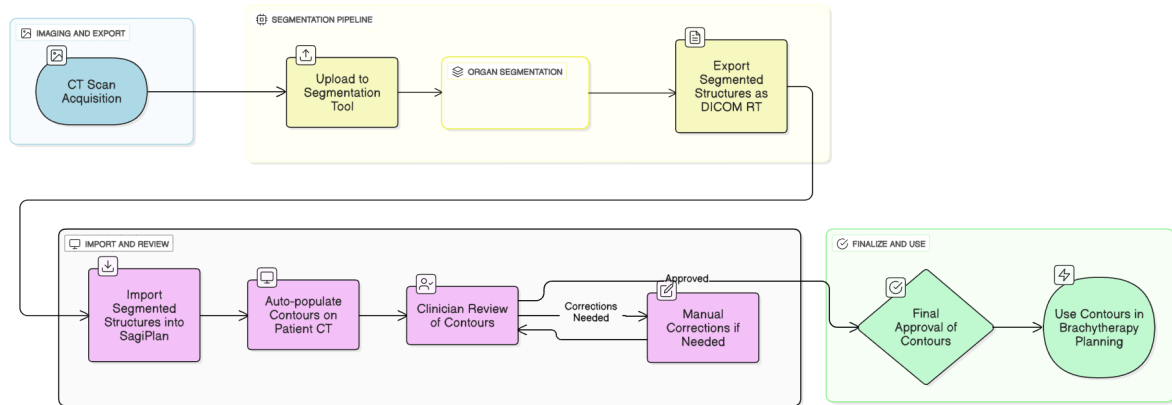 IMAGING AND EXPORT
CT Scan
Acquisition
SEGMENTATION PIPELINE
Upload to
Segmentation
Tool
ORGAN SEGMENTATION
Export
Segmented
Structures as
DICOM RT
IMPORT AND REVIEW
Import
Segmented
Structures into
SagiPlan
Auto-populate
Contours on
Patient CT
Clinician Review
of Contours
Approved
Corrections
Needed
Manual
Corrections if
Needed
FINALIZE AND USE
Final
Approval of
Contours
Use Contours in
Brachytherapy
Planning